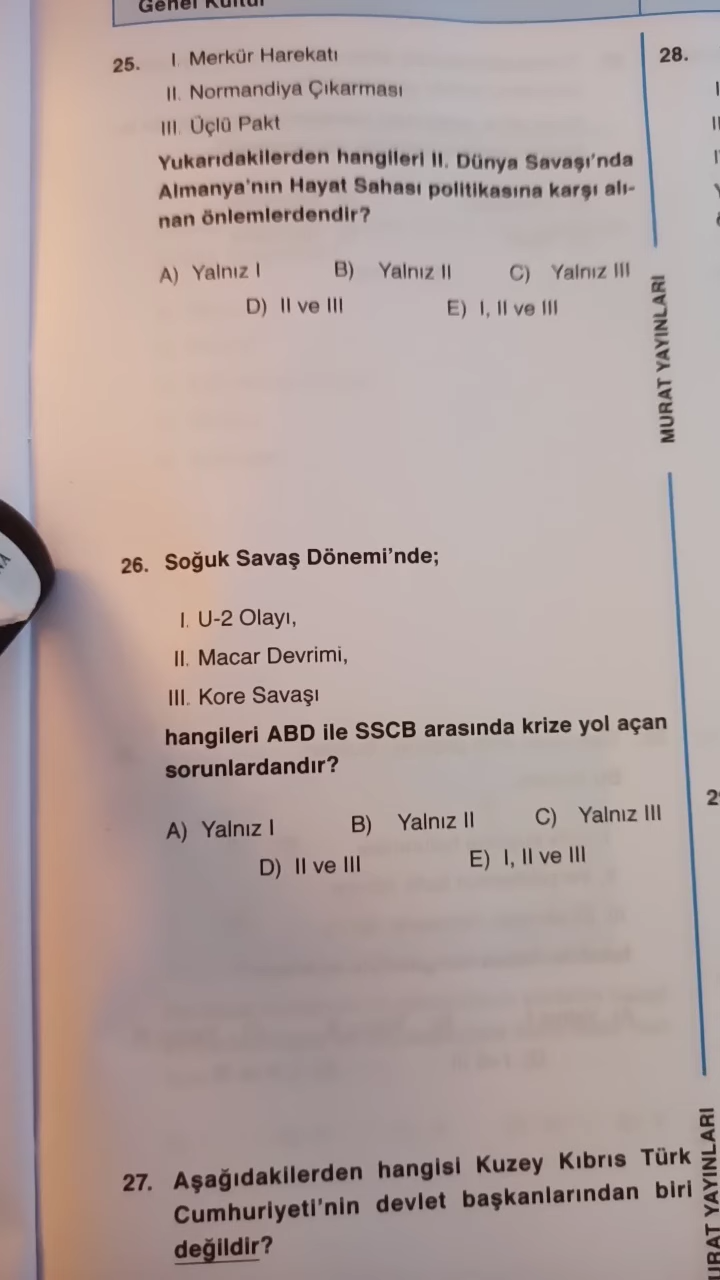 Genel Kültür
25. I. Merkür Harekatı
II. Normandiya Çıkarması
III. Üçlü Pakt
Yukarıdakilerden hangileri II. Dünya Savaşı'nda
Almanya'nın Hayat Sahası politikasına karşı alı-
nan önlemlerdendir?
A) Yalnız I B) Yalnız II C) Yalnız III
D) II ve III E) I, II ve III
26. Soğuk Savaş Dönemi'nde;
I. U-2 Olayı,
II. Macar Devrimi,
III. Kore Savaşı
hangileri ABD ile SSCB arasında krize yol açan
sorunlardandır?
A) Yalnız I B) Yalnız II C) Yalnız III
D) II ve III E) I, II ve III
27. Aşağıdakilerden hangisi Kuzey Kıbrıs Türk
Cumhuriyeti'nin devlet başkanlarından biri
değildir?
MURAT YAYINLARI
URAT YAYINLARI
28.